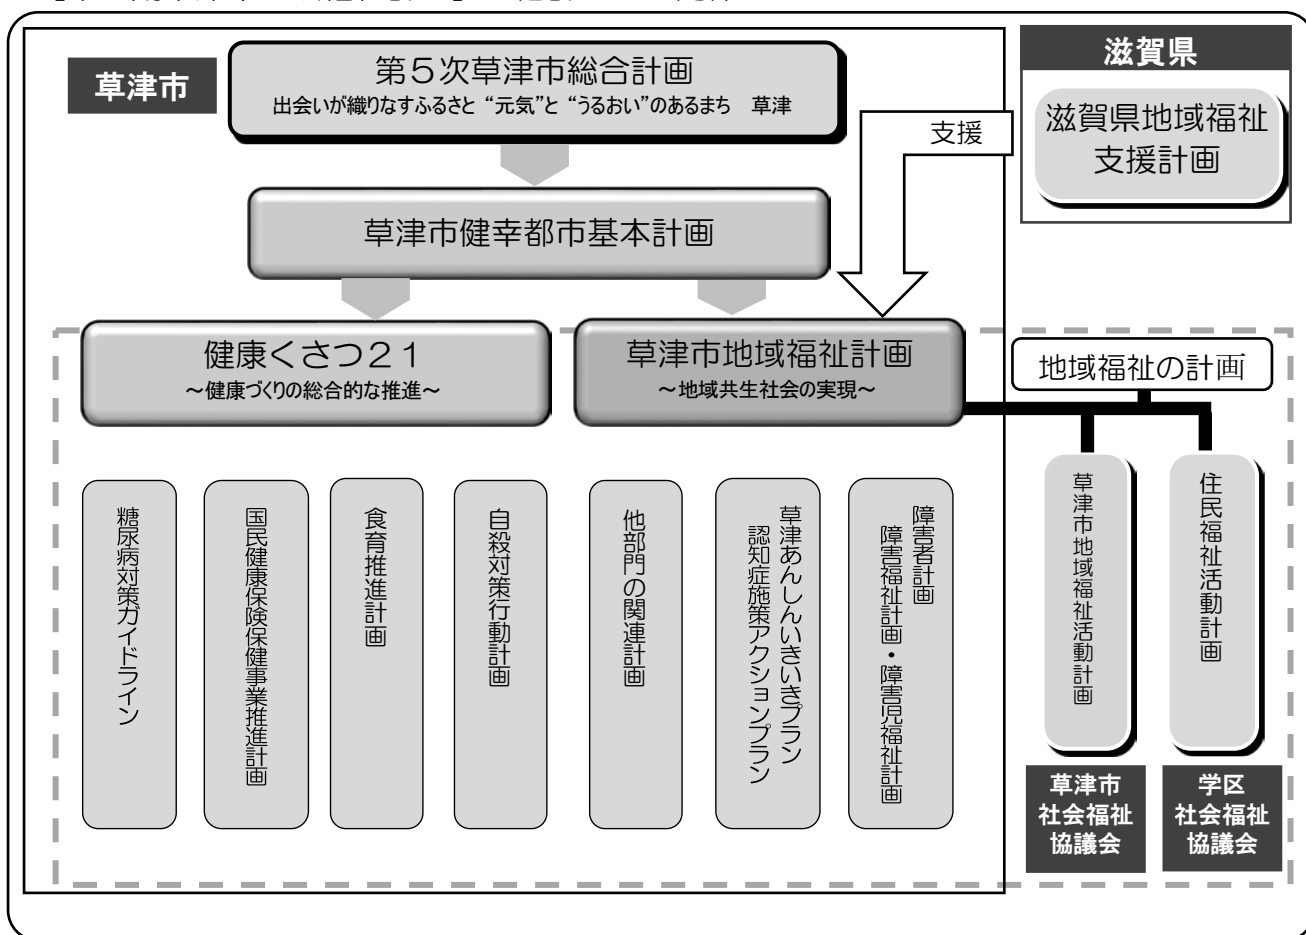 草津市
第5次草津市総合計画
出会いが織りなすふるさと “元気”と “うるおい”のあるまち　草津
滋賀県
滋賀県地域福祉
支援計画
支援
草津市健幸都市基本計画
健康くさつ２１
～健康づくりの総合的な推進～
草津市地域福祉計画
～地域共生社会の実現～
地域福祉の計画
糖尿病対策ガイドライン
国民健康保険保健事業推進計画
食育推進計画
自殺対策行動計画
他部門の関連計画
草津あんしんいきいきプラン
認知症施策アクションプラン
障害者計画
障害福祉計画・障害児福祉計画
草津市地域福祉活動計画
住民福祉活動計画
草津市
社会福祉
協議会
学区
社会福祉
協議会